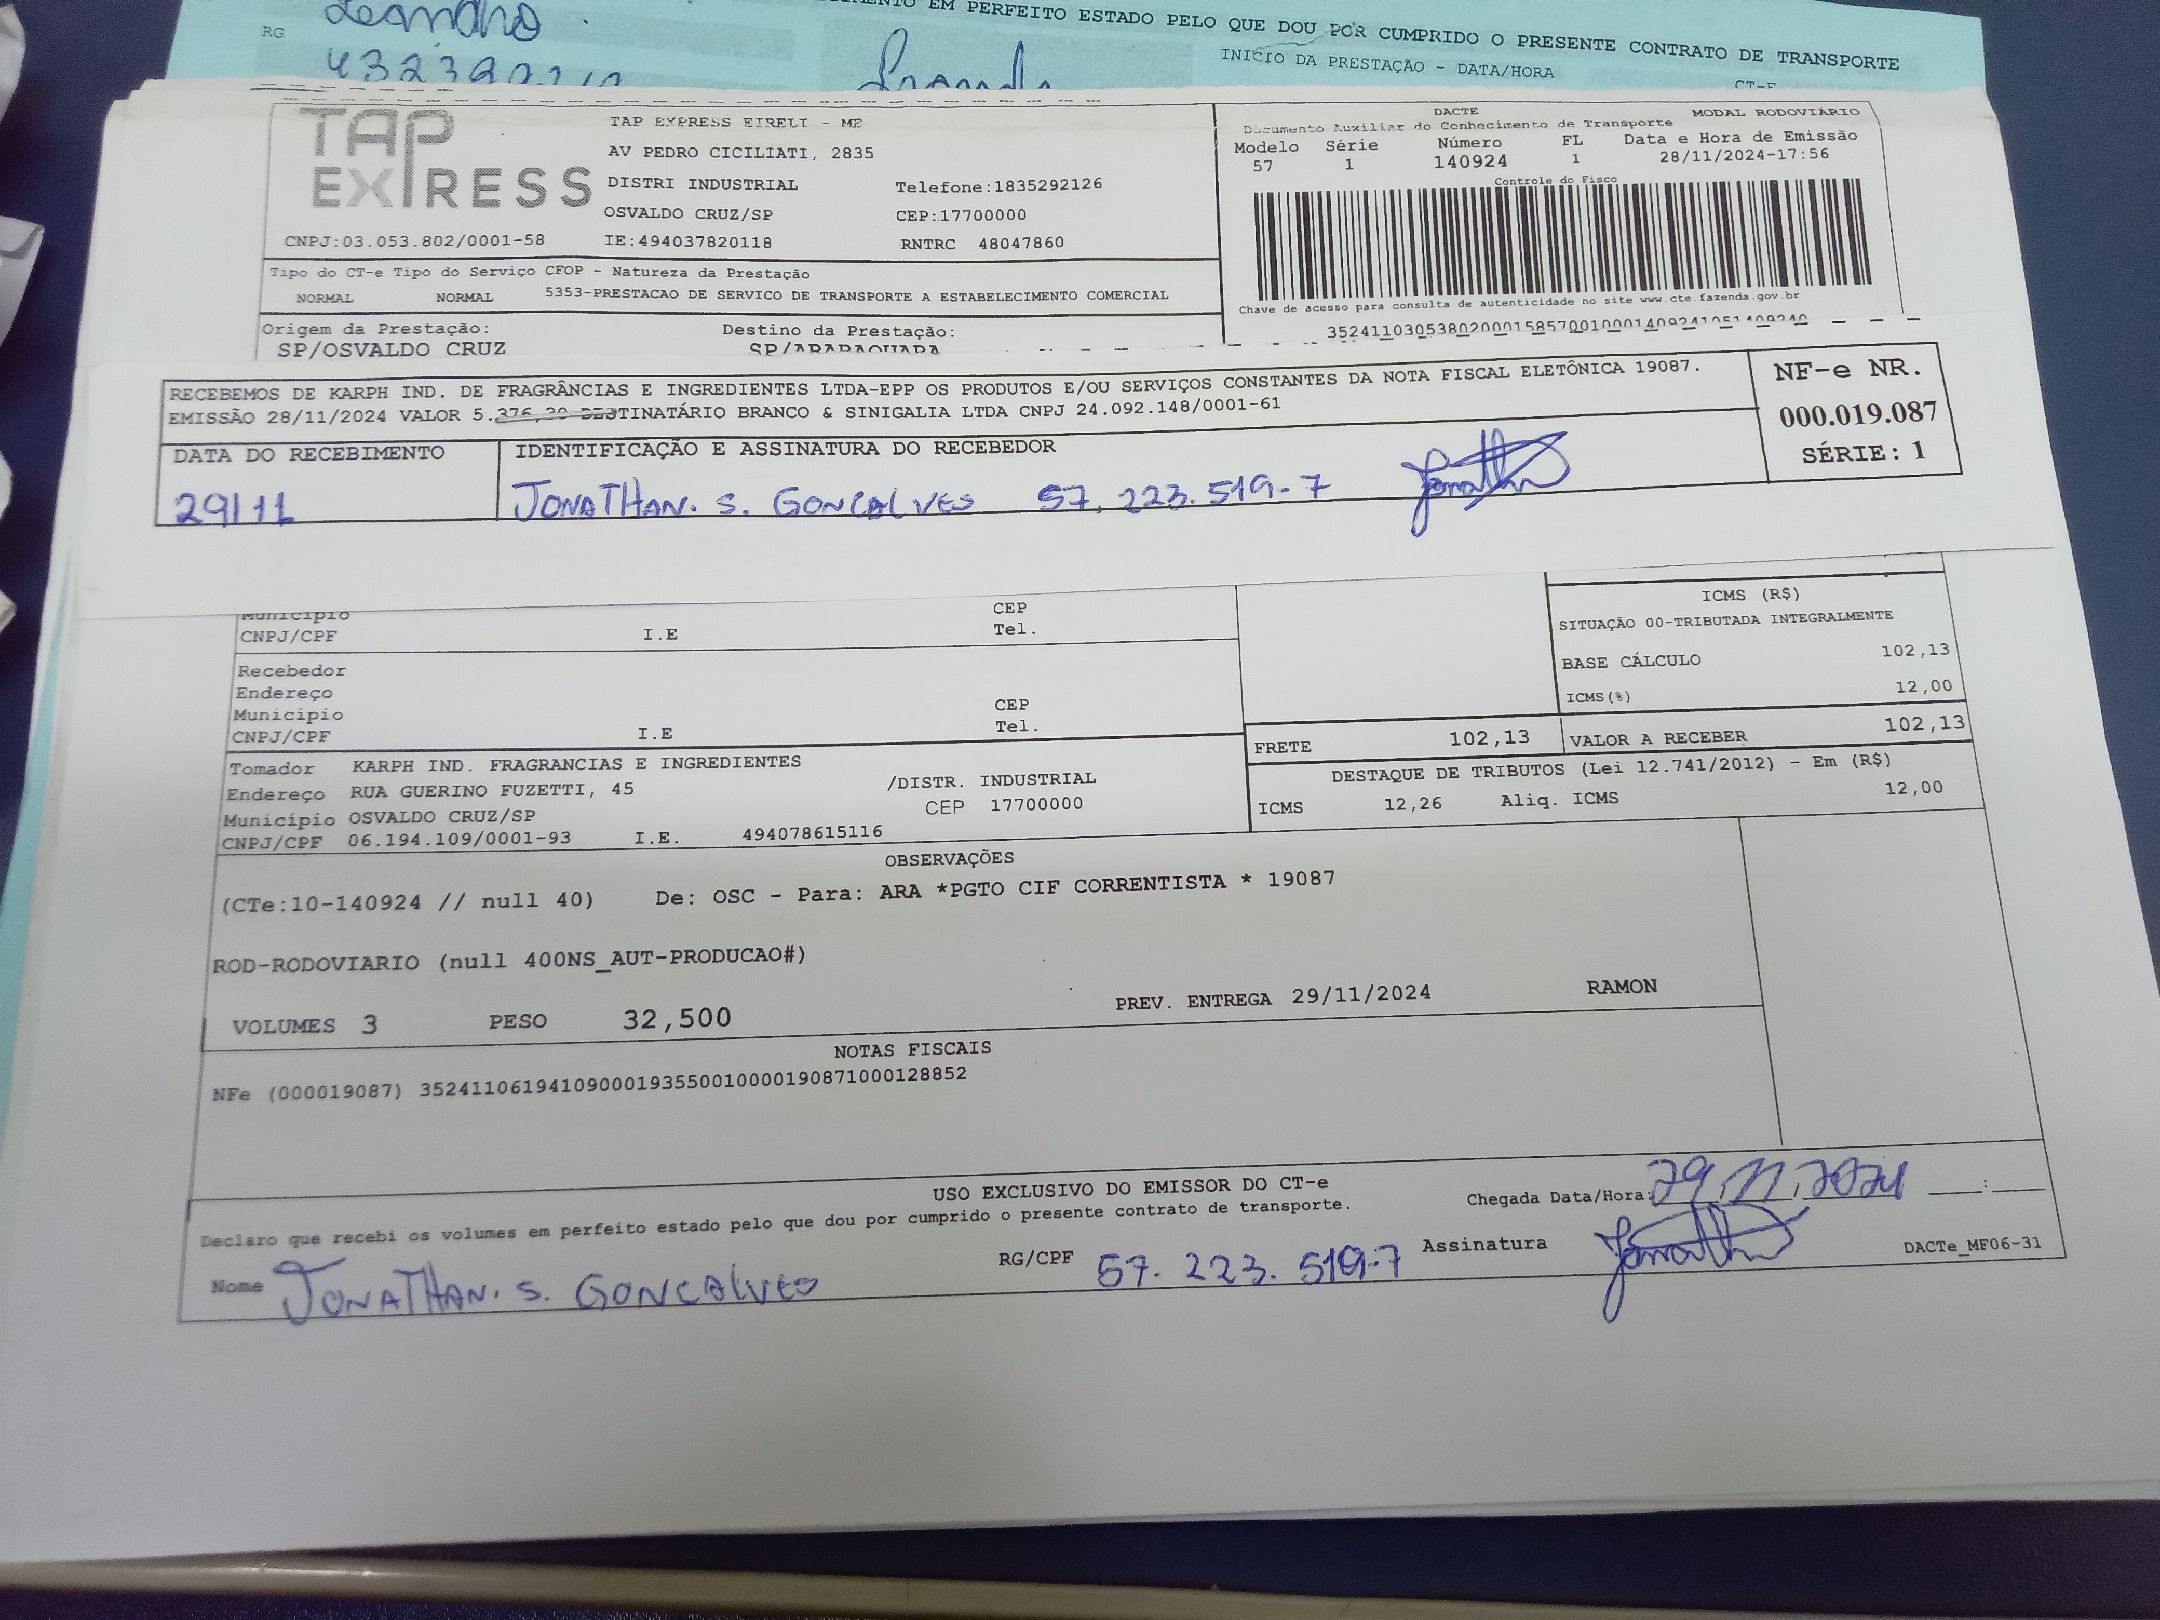 Leandro.
RG
EM PERFEITO ESTADO PELO QUE DOU POR CUMPRIDO O PRESENTE CONTRATO DE TRANSPORTE
INICIO DA PRESTAÇÃO - DATA/HORA
CT-E
TAP EXPRESS
TAP EXPRESS EIRELI - ME
AV PEDRO CICILIATI, 2835
DISTRI INDUSTRIAL Telefone:1835292126
OSVALDO CRUZ/SP CEP:17700000
CNPJ:03.053.802/0001-58 IE:494037820118 RNTRC 48047860
DACTE MODAL RODOVIÁRIO
Documento Auxiliar do Conhecimento de Transporte
Modelo Série Número FL Data e Hora de Emissão
57 1 140924 1 28/11/2024-17:56
Controle do Fisco
Chave de acesso para consulta de autenticidade no site www.cte.fazenda.gov.br
35241103053802000158570010001409241051409240
Tipo do CT-e Tipo do Serviço CFOP - Natureza da Prestação
NORMAL NORMAL 5353-PRESTACAO DE SERVICO DE TRANSPORTE A ESTABELECIMENTO COMERCIAL
Origem da Prestação: Destino da Prestação:
SP/OSVALDO CRUZ SP/ARARAQUARA
RECEBEMOS DE KARPH IND. DE FRAGRÂNCIAS E INGREDIENTES LTDA-EPP OS PRODUTOS E/OU SERVIÇOS CONSTANTES DA NOTA FISCAL ELETÔNICA 19087.
EMISSÃO 28/11/2024 VALOR 5.376,30 DESTINATÁRIO BRANCO & SINIGALIA LTDA CNPJ 24.092.148/0001-61
NF-e NR.
000.019.087
SÉRIE: 1
DATA DO RECEBIMENTO IDENTIFICAÇÃO E ASSINATURA DO RECEBEDOR
29/11 JONATHAN. S. GONCALVES 57.223.519-7 Jonathan
Município CEP
CNPJ/CPF I.E Tel.
Recebedor
Endereço
Município CEP
CNPJ/CPF I.E Tel.
ICMS (R$)
SITUAÇÃO 00-TRIBUTADA INTEGRALMENTE
BASE CÁLCULO 102,13
ICMS(%) 12,00
FRETE 102,13 VALOR A RECEBER 102,13
DESTAQUE DE TRIBUTOS (Lei 12.741/2012) - Em (R$)
ICMS 12,26 Aliq. ICMS 12,00
Tomador KARPH IND. FRAGRANCIAS E INGREDIENTES
Endereço RUA GUERINO FUZETTI, 45 /DISTR. INDUSTRIAL
Município OSVALDO CRUZ/SP CEP 17700000
CNPJ/CPF 06.194.109/0001-93 I.E. 494078615116
OBSERVAÇÕES
(CTe:10-140924 // null 40) De: OSC - Para: ARA *PGTO CIF CORRENTISTA * 19087
ROD-RODOVIARIO (null 400NS_AUT-PRODUCAO#)
VOLUMES 3 PESO 32,500 PREV. ENTREGA 29/11/2024 RAMON
NOTAS FISCAIS
NFe (000019087) 35241106194109000193550010000190871000128852
USO EXCLUSIVO DO EMISSOR DO CT-e
Declaro que recebi os volumes em perfeito estado pelo que dou por cumprido o presente contrato de transporte.
Chegada Data/Hora: 29,11,2024 ____:____
Nome JONATHAN. S. GONCALVES RG/CPF 57.223.519-7 Assinatura Jonathan DACTe_MF06-31